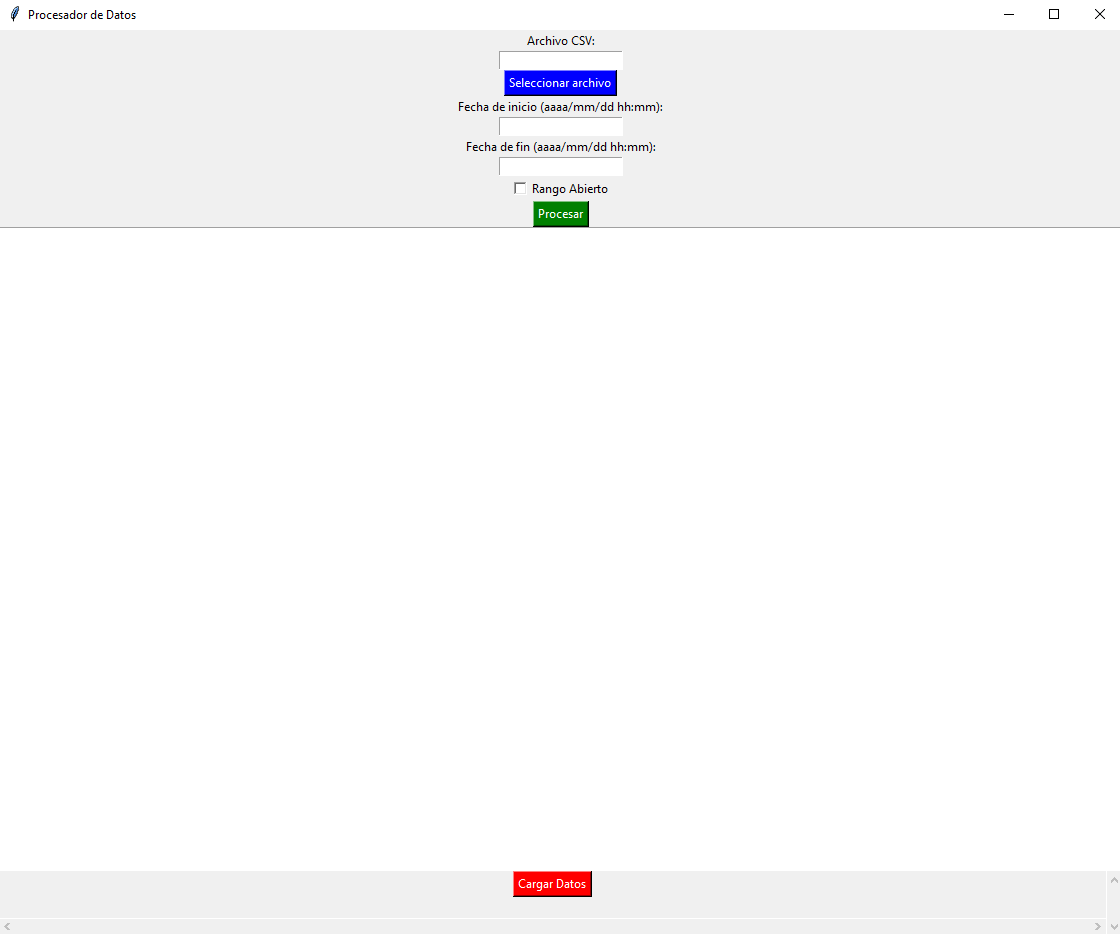 Procesador de Datos
Archivo CSV:
Seleccionar archivo
Fecha de inicio (aaaa/mm/dd hh:mm):
Fecha de fin (aaaa/mm/dd hh:mm):
Rango Abierto
Procesar
Cargar Datos